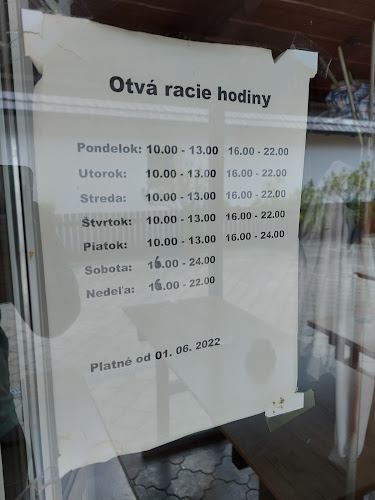 Otvá racie hodiny
Pondelok: 10.00 - 13.00 16.00 - 22.00
Utorok: 10.00 - 13.00 16.00 - 22.00
Streda: 10.00 - 13.00 16.00 - 22.00
Štvrtok: 10.00 - 13.00 16.00 - 22.00
Piatok: 10.00 - 13.00 16.00 - 24.00
Sobota: 16.00 - 24.00
Nedeľa: 16.00 - 22.00
Platné od 01. 06. 2022